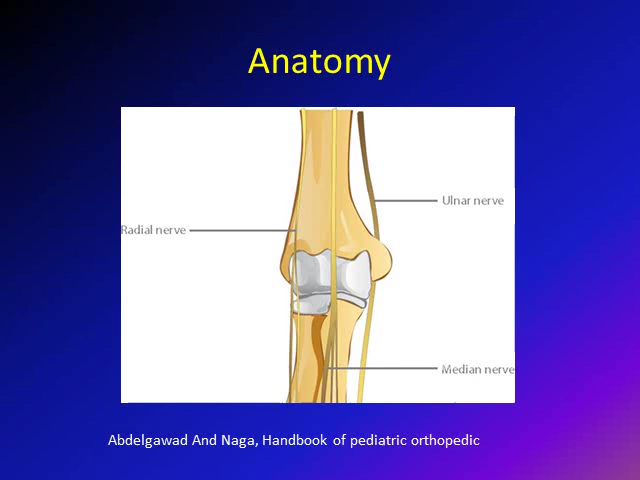 Anatomy
Ulnar nerve
Radial nerve
Median nerve
Abdelgawad And Naga, Handbook of pediatric orthopedic